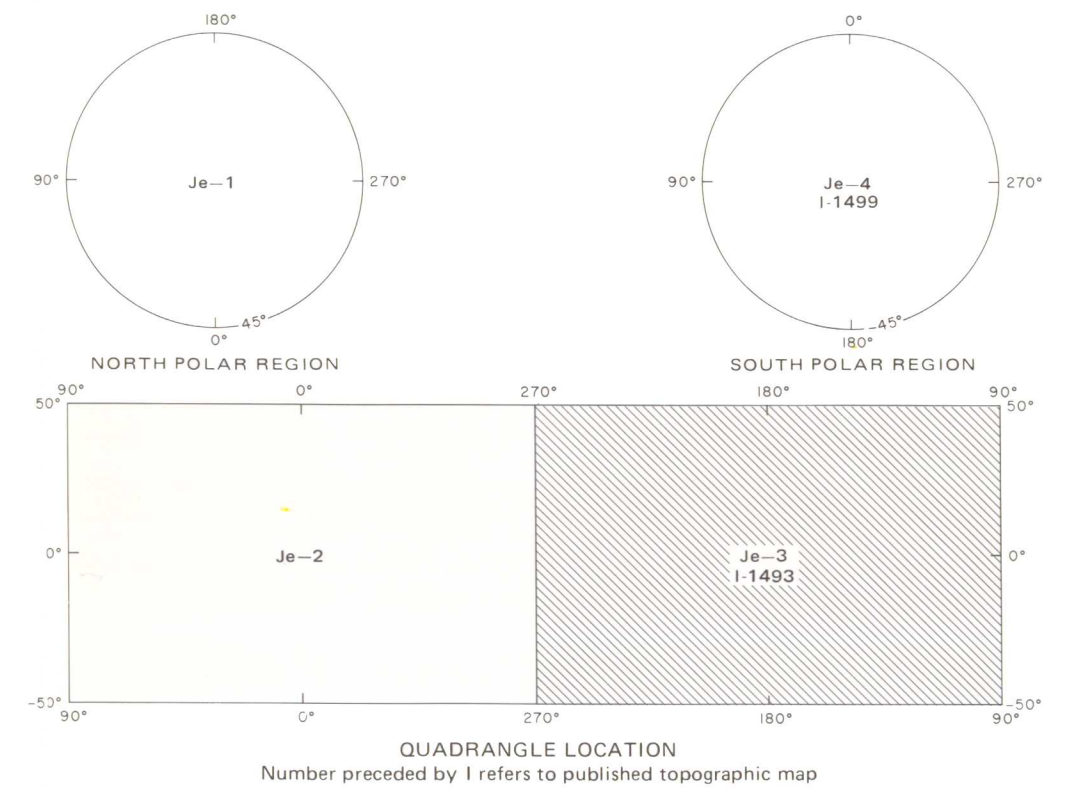 180°
0°
90°
Je—1
270°
90°
Je—4
I-1499
270°
45°
0°
-45°
180°
NORTH POLAR REGION
SOUTH POLAR REGION
90°
0°
270°
180°
90°
50°
50°
0°
Je—2
Je—3
I-1493
0°
-50°
-50°
90°
0°
270°
180°
90°
QUADRANGLE LOCATION
Number preceded by I refers to published topographic map